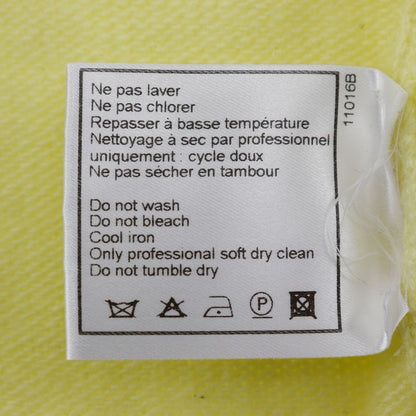 Ne pas laver
Ne pas chlorer
Repasser à basse température
Nettoyage à sec par professionnel
uniquement : cycle doux
Ne pas sécher en tambour
Do not wash
Do not bleach
Cool iron
Only professional soft dry clean
Do not tumble dry
P
11016B